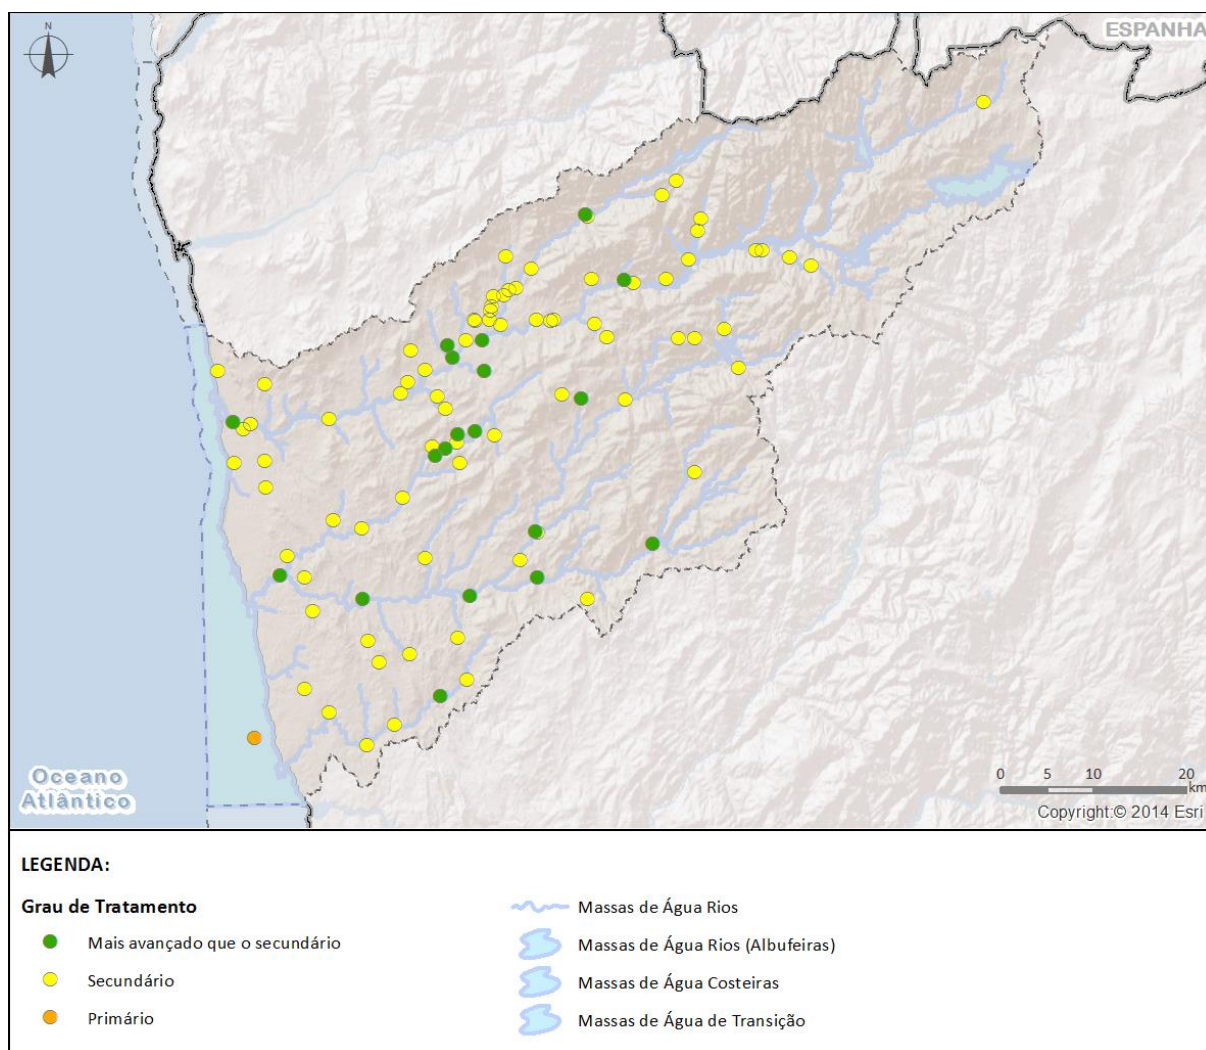 N
ESPANHA
Oceano
Atlântico
0 5 10 20
km
Copyright:© 2014 Esri
LEGENDA:
Grau de Tratamento
Mais avançado que o secundário
Secundário
Primário
Massas de Água Rios
Massas de Água Rios (Albufeiras)
Massas de Água Costeiras
Massas de Água de Transição